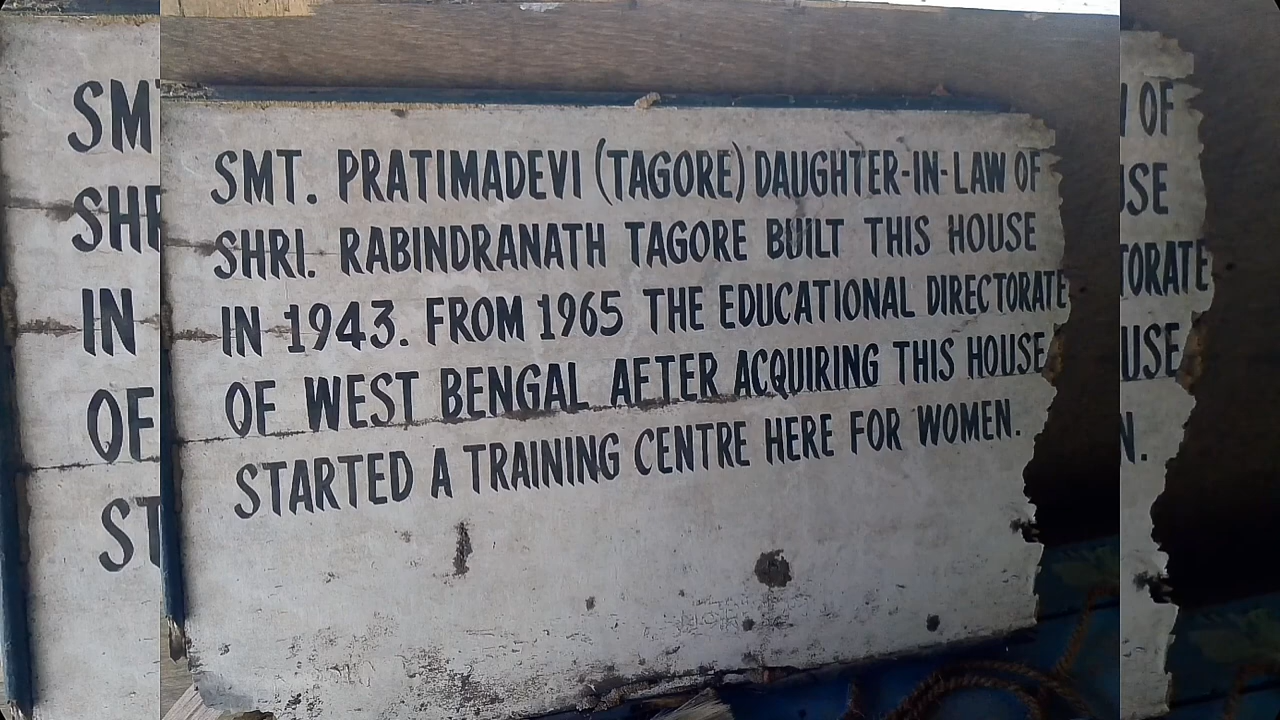 SMT. PRATIMADEVI (TAGORE) DAUGHTER-IN-LAW OF
SHRI. RABINDRANATH TAGORE BUILT THIS HOUSE
IN 1943. FROM 1965 THE EDUCATIONAL DIRECTORATE
OF WEST BENGAL AFTER ACQUIRING THIS HOUSE
STARTED A TRAINING CENTRE HERE FOR WOMEN.